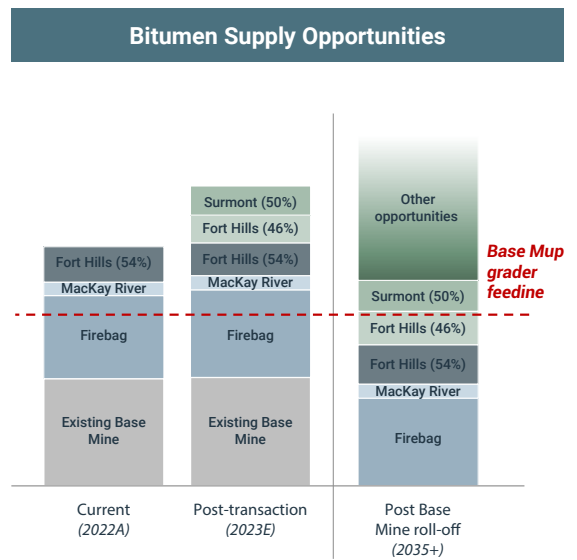 Bitumen Supply Opportunities
Fort Hills (54%)
MacKay River
Firebag
Existing Base
Mine
Surmont (50%)
Fort Hills (46%)
Fort Hills (54%)
MacKay River
Firebag
Existing Base
Mine
Other
opportunities
Surmont (50%)
Fort Hills (46%)
Fort Hills (54%)
MacKay River
Firebag
Base Mup
grader
feedine
Current
(2022A)
Post-transaction
(2023E)
Post Base
Mine roll-off
(2035+)